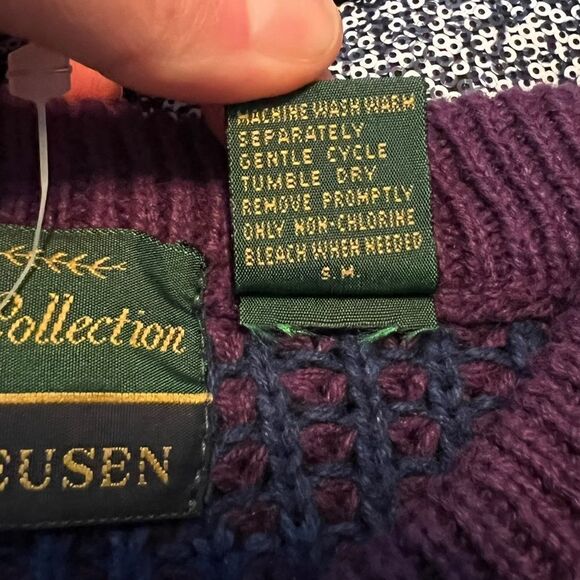 MACHINE WASH WARM
SEPARATELY
GENTLE CYCLE
TUMBLE DRY
REMOVE PROMPTLY
ONLY NON-CHLORINE
BLEACH WHEN NEEDED
S.M.
Collection
EUSEN